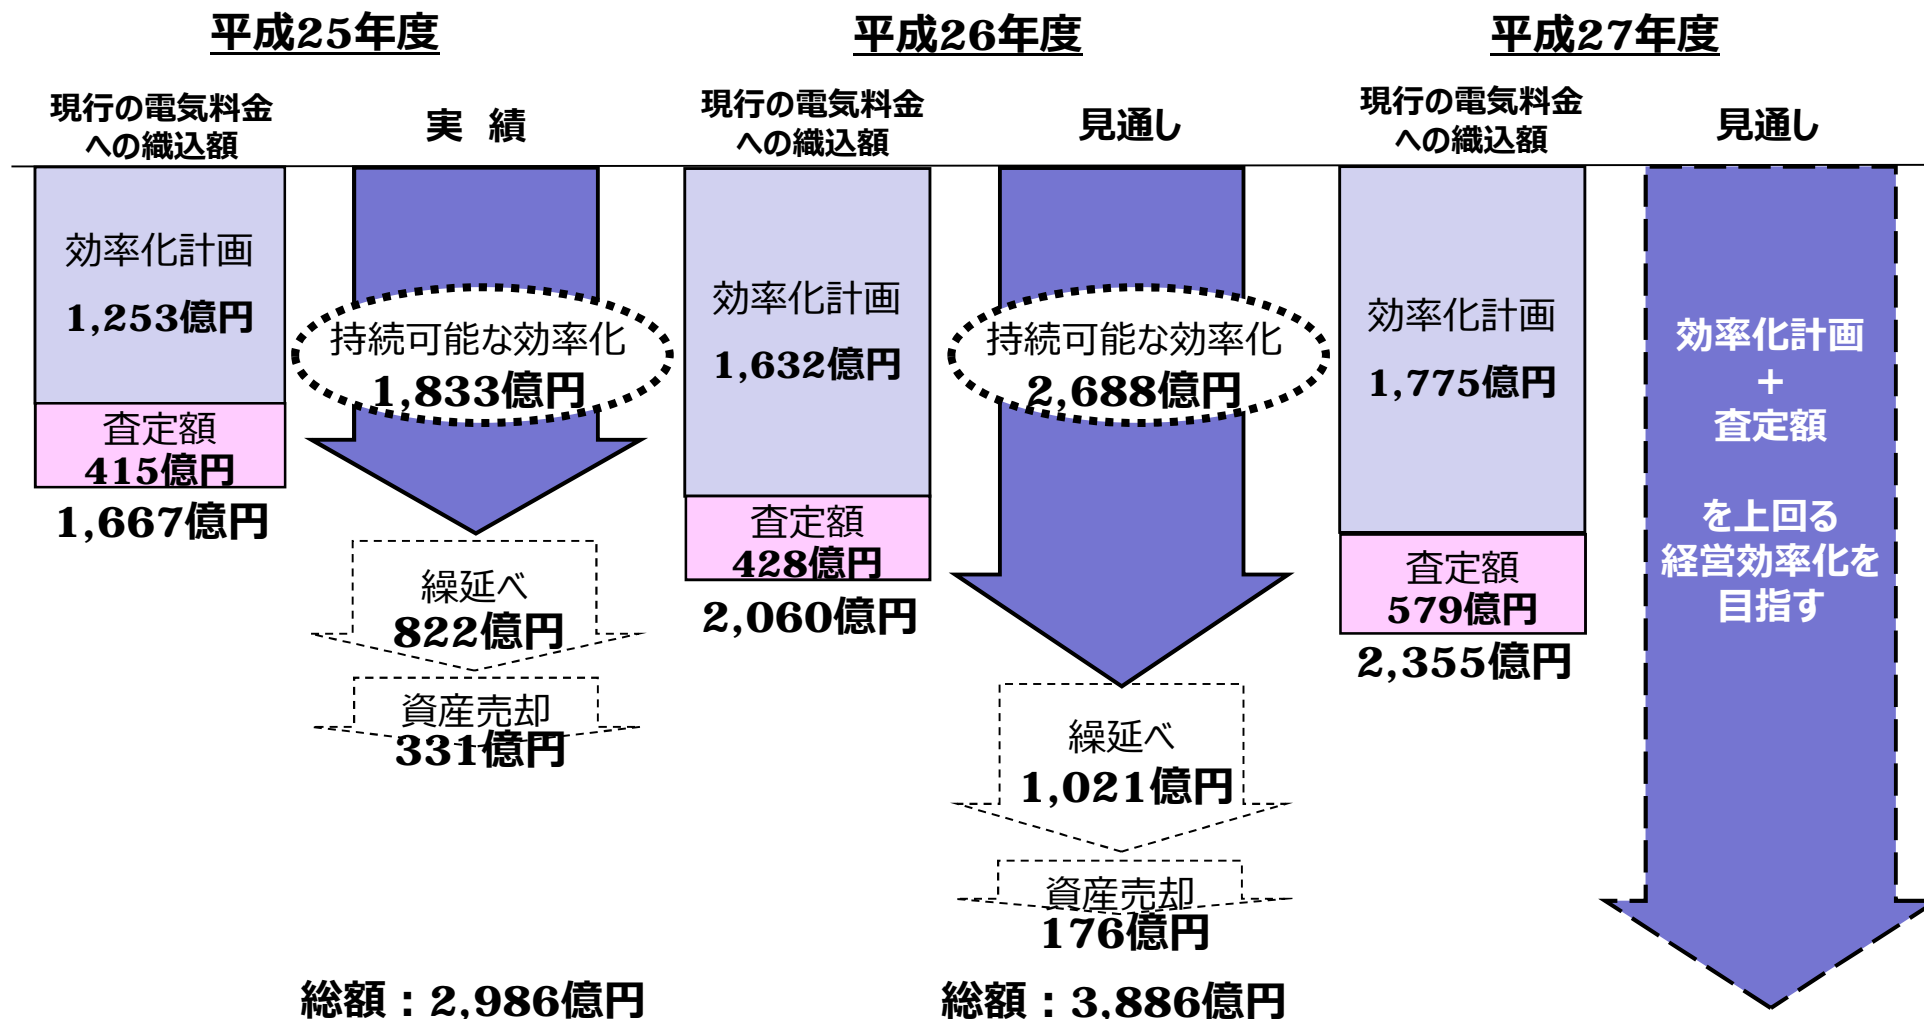 平成25年度
現行の電気料金
への織込額
実 績
効率化計画
1,253億円
査定額
415億円
1,667億円
持続可能な効率化
1,833億円
繰延べ
822億円
資産売却
331億円
総額：2,986億円
平成26年度
現行の電気料金
への織込額
見通し
効率化計画
1,632億円
査定額
428億円
2,060億円
持続可能な効率化
2,688億円
繰延べ
1,021億円
資産売却
176億円
総額：3,886億円
平成27年度
現行の電気料金
への織込額
見通し
効率化計画
1,775億円
査定額
579億円
2,355億円
効率化計画
＋
査定額
を上回る
経営効率化を
目指す